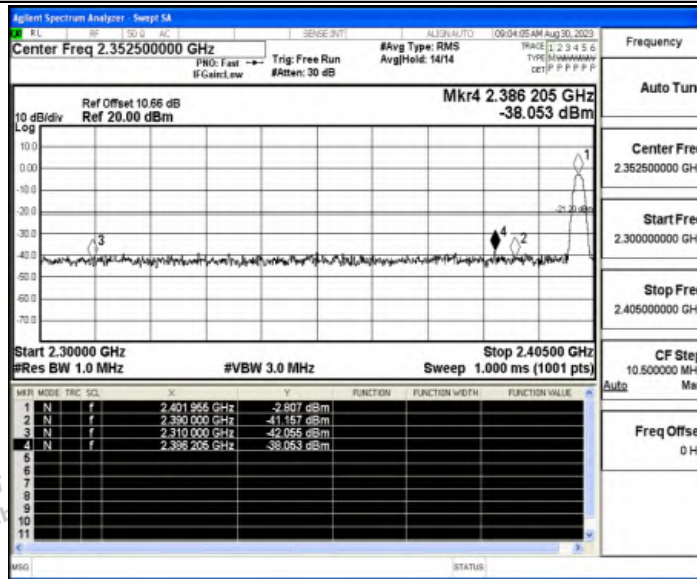 Agilent Spectrum Analyzer - Swept SA
RL RF 50 Ω AC SENSE:INT ALIGNAUTO 09:04:05 AM Aug 30, 2023
Center Freq 2.352500000 GHz
PNO: Fast
IFGain:Low
Trig: Free Run
#Atten: 30 dB
#Avg Type: RMS
Avg|Hold: 14/14
TRACE 1 2 3 4 5 6
TYPE
DET P P P P P P
Ref Offset 10.66 dB
10 dB/div Ref 20.00 dBm
Log
Mkr4 2.386 205 GHz
-38.053 dBm
10.0
0.00
-10.0
-20.0
-30.0
-40.0
-50.0
-60.0
-70.0
1
-21.20 dBm
3
4
2
Start 2.30000 GHz Stop 2.40500 GHz
#Res BW 1.0 MHz #VBW 3.0 MHz Sweep 1.000 ms (1001 pts)
MKR MODE TRC SCL X Y FUNCTION FUNCTION WIDTH FUNCTION VALUE
1 N f 2.401 955 GHz -2.807 dBm
2 N f 2.390 000 GHz -41.157 dBm
3 N f 2.310 000 GHz -42.055 dBm
4 N f 2.386 205 GHz -38.053 dBm
5
6
7
8
9
10
11
MSG STATUS
Frequency
Auto Tun
Center Fre
2.352500000 GH
Start Fre
2.300000000 GH
Stop Fre
2.405000000 GH
CF Step
10.500000 MH
Auto Ma
Freq Offse
0 H